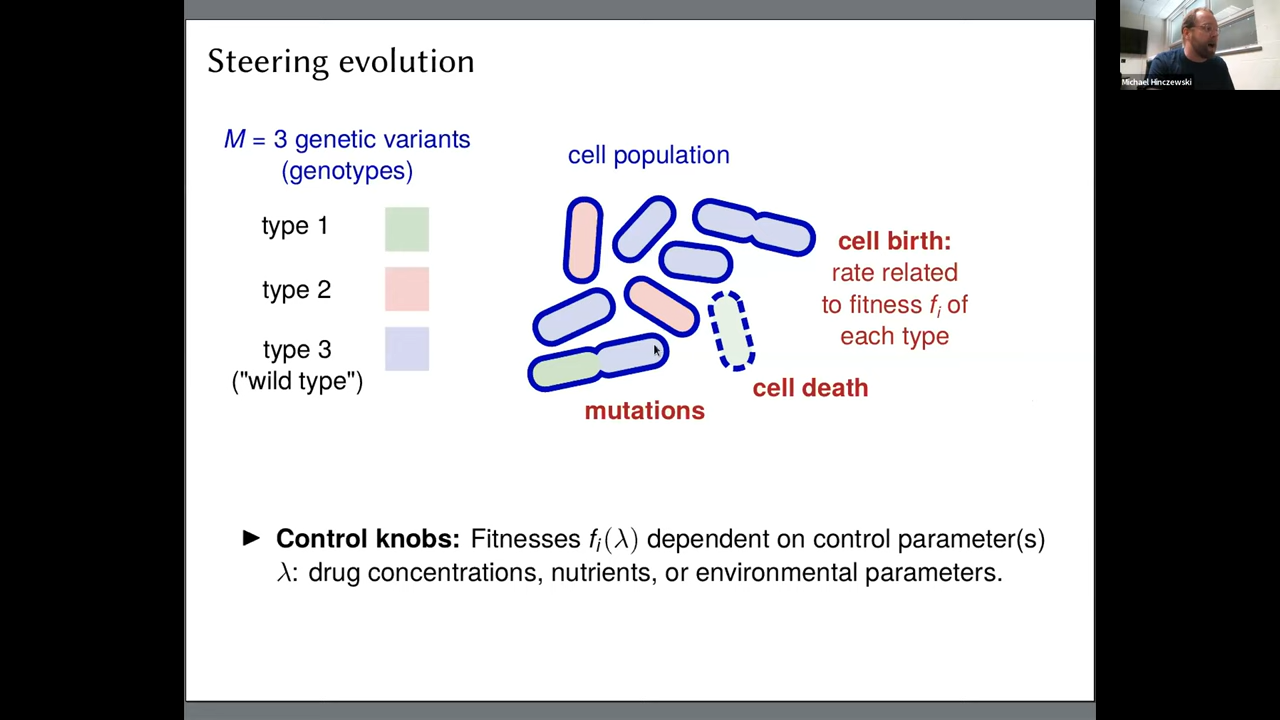 Steering evolution
M = 3 genetic variants
(genotypes)
type 1
type 2
type 3
("wild type")
cell population
cell birth:
rate related
to fitness fᵢ of
each type
cell death
mutations
► Control knobs: Fitnesses fᵢ(λ) dependent on control parameter(s)
λ: drug concentrations, nutrients, or environmental parameters.
Michael Hinczewski